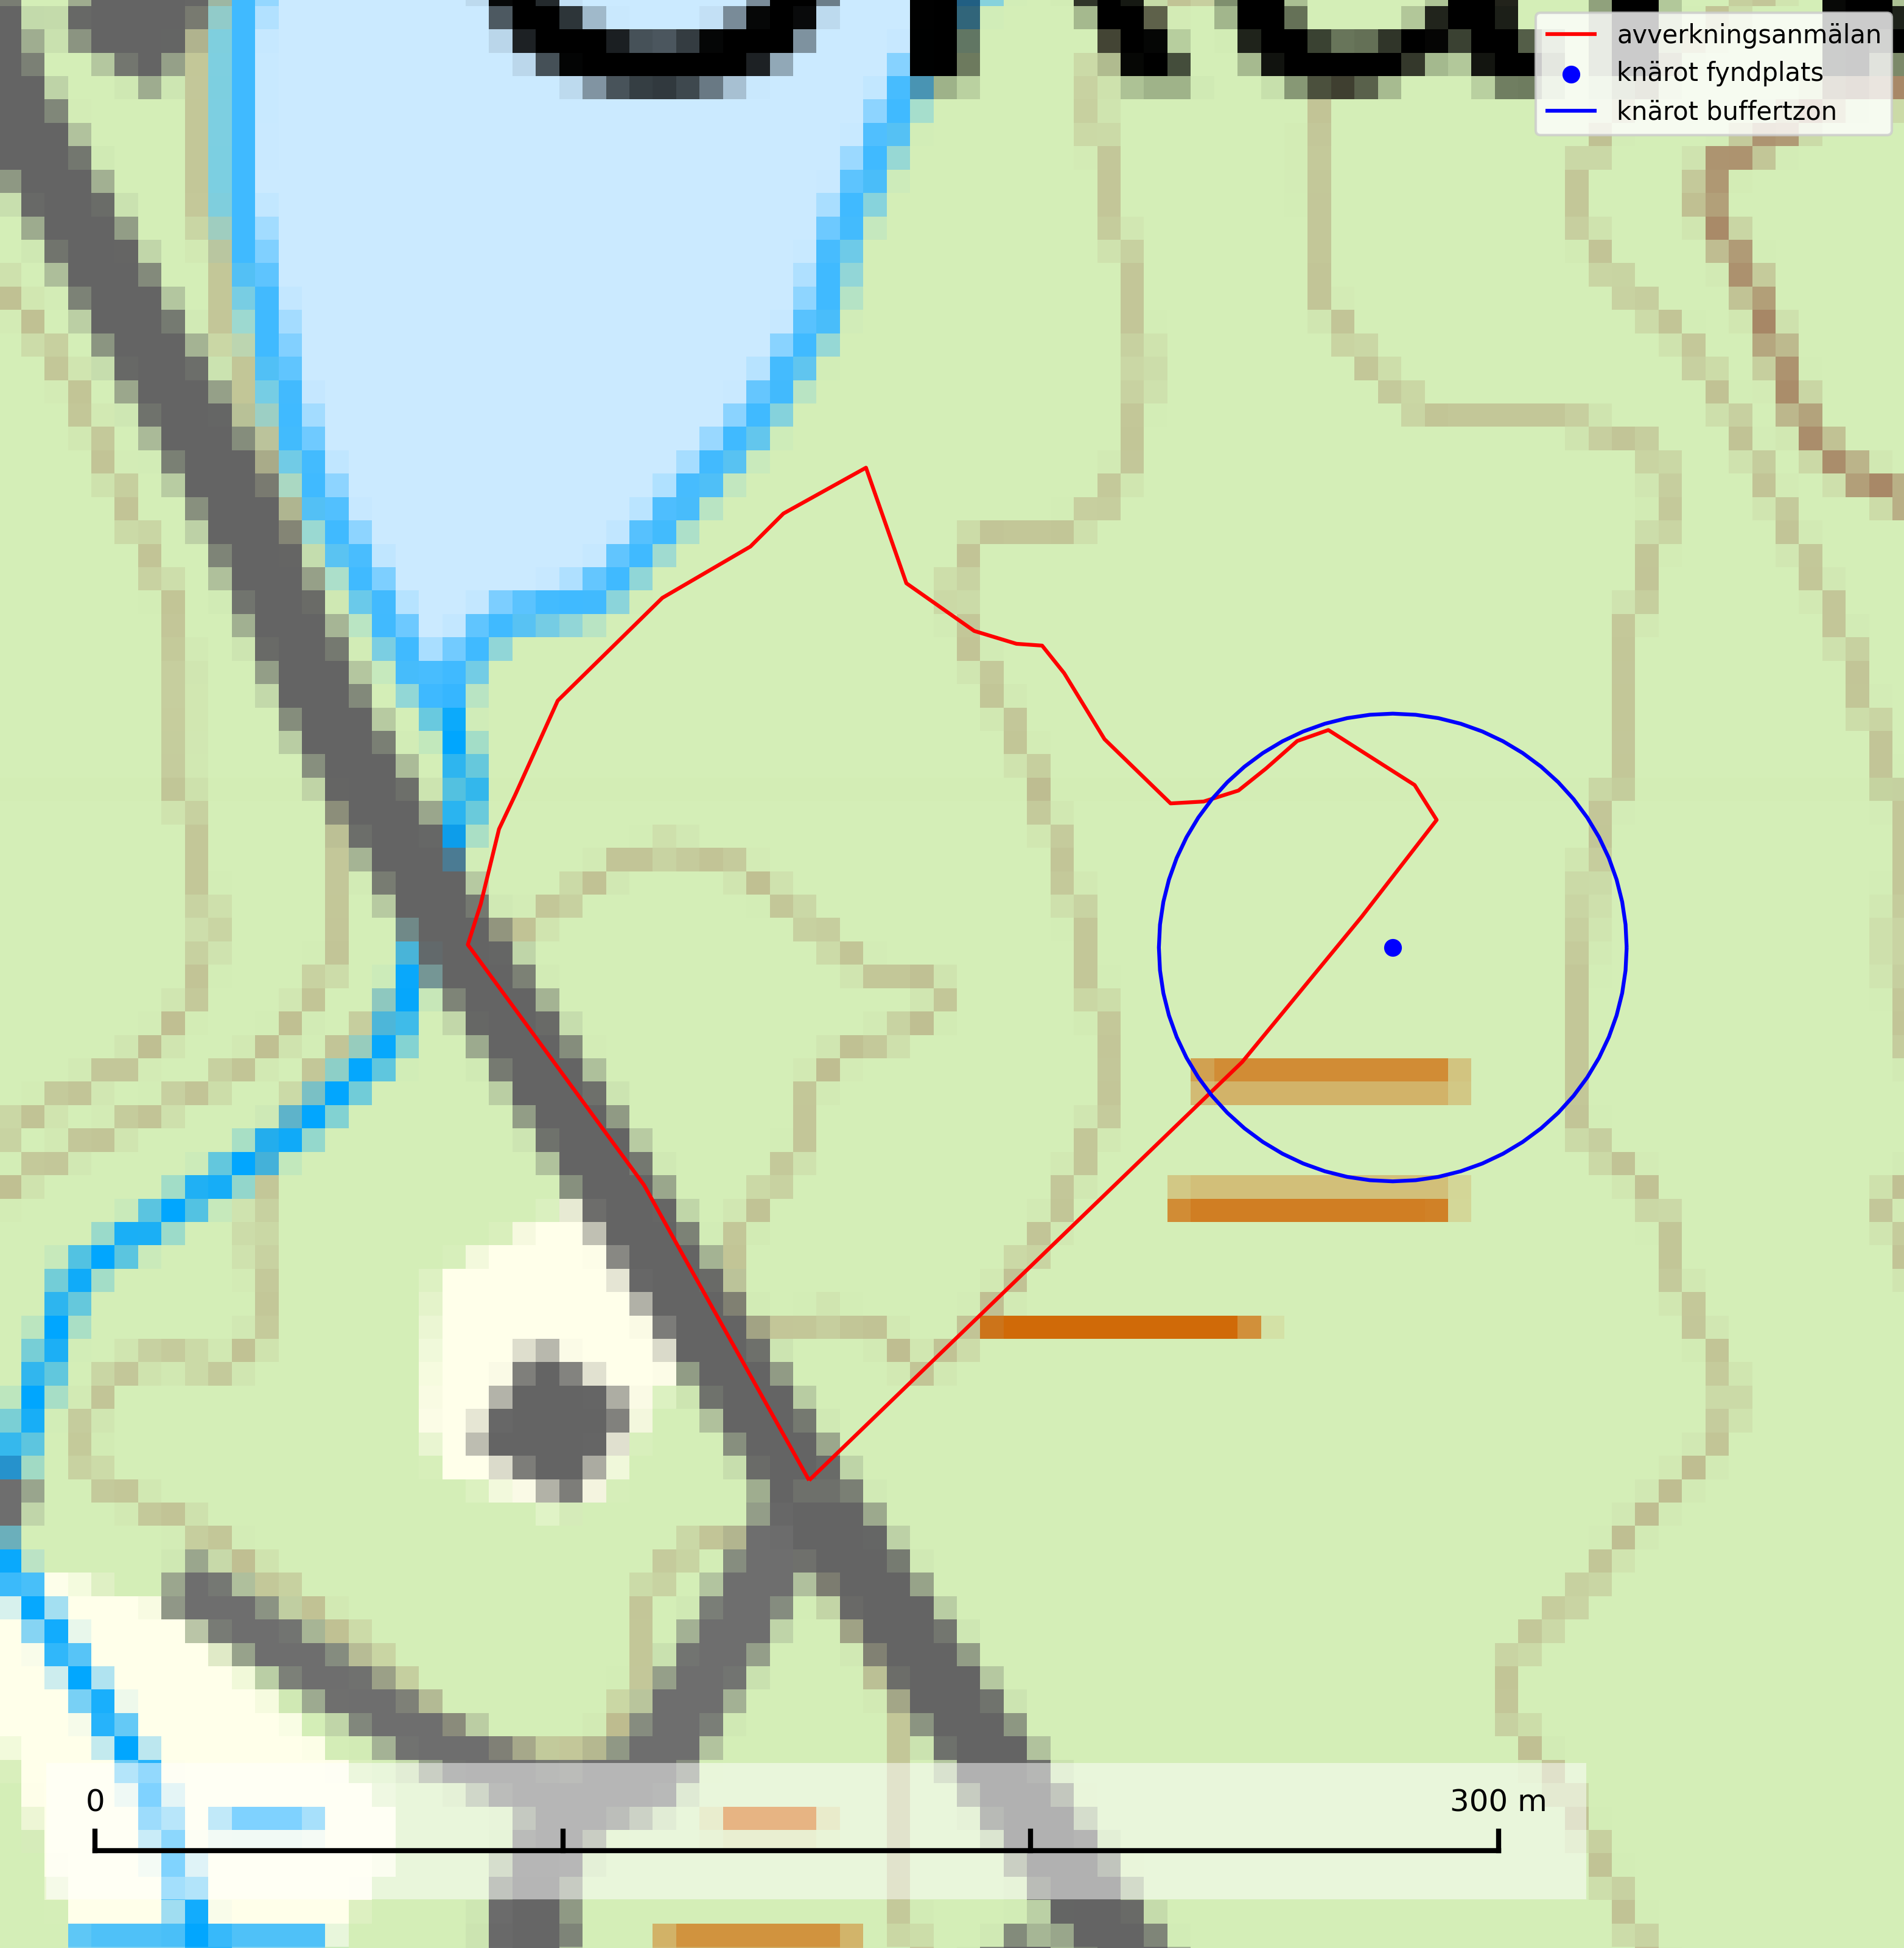 avverkningsanmälan
knärot fyndplats
knärot buffertzon
0 300 m